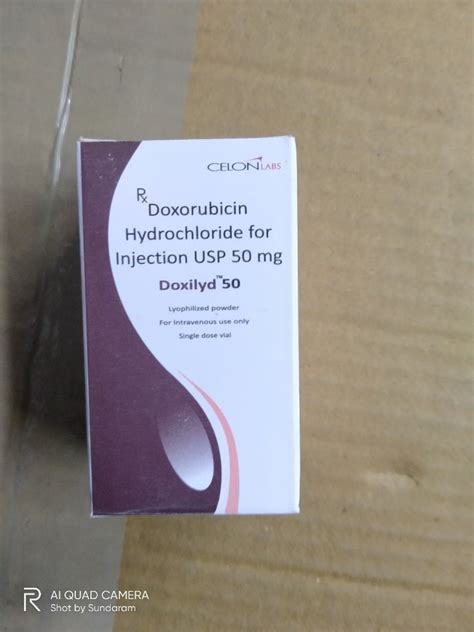 CELON LABS
Rx Doxorubicin
Hydrochloride for
Injection USP 50 mg
Doxilyd™ 50
Lyophilized powder
For Intravenous use only
Single dose vial
R AI QUAD CAMERA
Shot by Sundaram